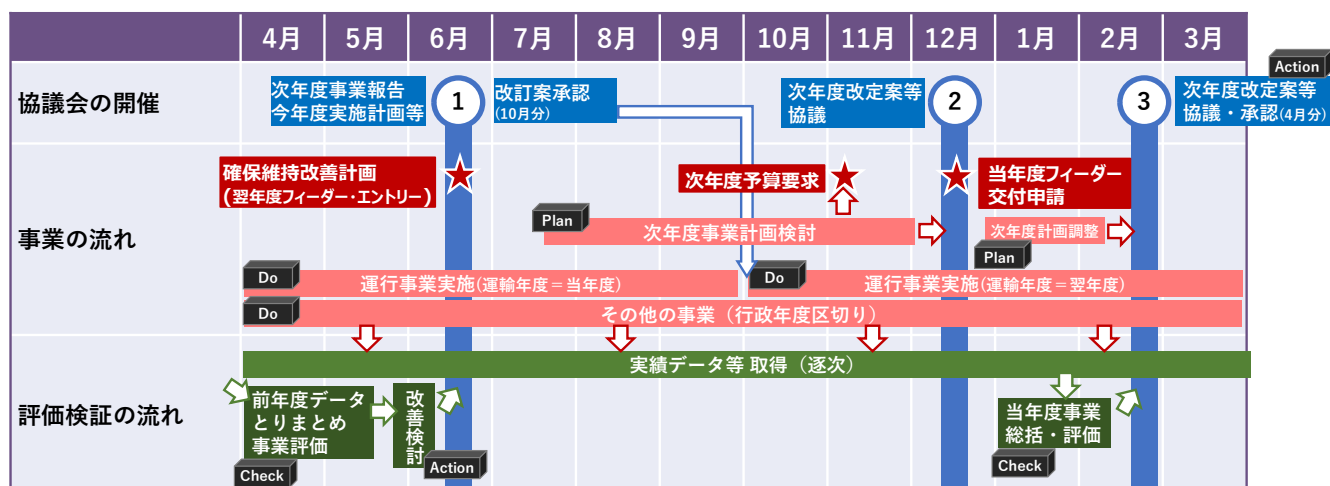 4月 5月 6月 7月 8月 9月 10月 11月 12月 1月 2月 3月
Action
協議会の開催
次年度事業報告
今年度実施計画等
1
改訂案承認
(10月分)
次年度改定案等
協議
2
3
次年度改定案等
協議・承認(4月分)
事業の流れ
確保維持改善計画
(翌年度フィーダー・エントリー)
次年度予算要求
当年度フィーダー
交付申請
Plan
次年度事業計画検討
次年度計画調整
Plan
Do
運行事業実施(運輸年度＝当年度)
Do
運行事業実施(運輸年度＝翌年度)
Do
その他の事業（行政年度区切り）
評価検証の流れ
実績データ等 取得（逐次）
前年度データ
とりまとめ
事業評価
改善検討
当年度事業
総括・評価
Check
Action
Check